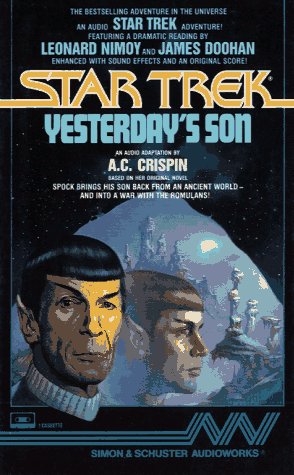 THE BESTSELLING ADVENTURE IN THE UNIVERSE –
AN AUDIO STAR TREK ADVENTURE!
FEATURING A DRAMATIC READING BY
LEONARD NIMOY AND JAMES DOOHAN
ENHANCED WITH SOUND EFFECTS AND AN ORIGINAL SCORE!
STAR TREK®
YESTERDAY'S SON
AN AUDIO ADAPTATION BY
A.C. CRISPIN
BASED ON HER ORIGINAL NOVEL
SPOCK BRINGS HIS SON BACK FROM AN ANCIENT WORLD –
AND INTO A WAR WITH THE ROMULANS!
1 CASSETTE
SIMON & SCHUSTER AUDIOWORKS®